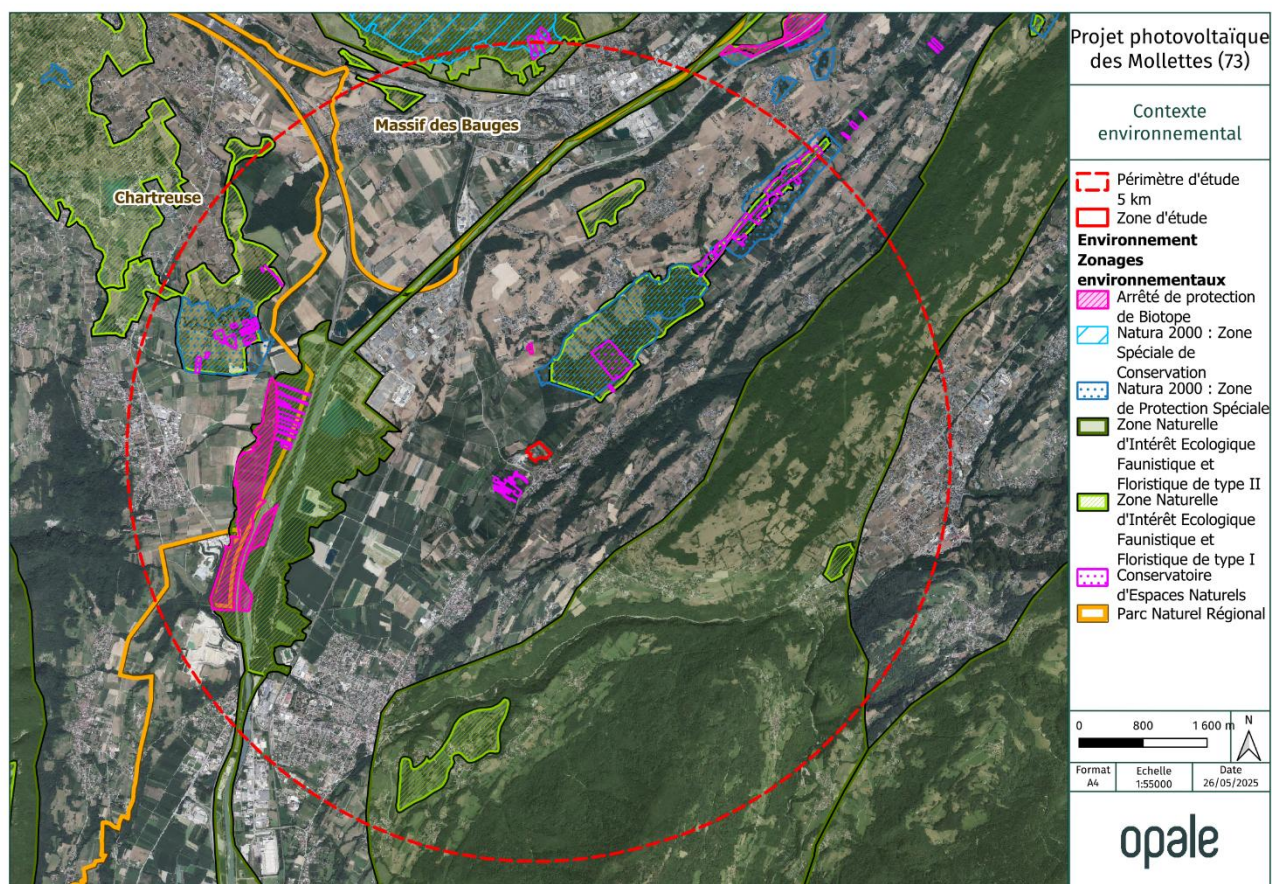 Massif des Bauges
Chartreuse
Projet photovoltaïque
des Mollettes (73)
Contexte
environnemental
Périmètre d'étude
5 km
Zone d'étude
Environnement
Zonages
environnementaux
Arrêté de protection
de Biotope
Natura 2000 : Zone
Spéciale de
Conservation
Natura 2000 : Zone
de Protection Spéciale
Zone Naturelle
d'Intérêt Ecologique
Faunistique et
Floristique de type II
Zone Naturelle
d'Intérêt Ecologique
Faunistique et
Floristique de type I
Conservatoire
d'Espaces Naturels
Parc Naturel Régional
0 800 1 600 m N
Format Echelle Date
A4 1:55000 26/05/2025
opale